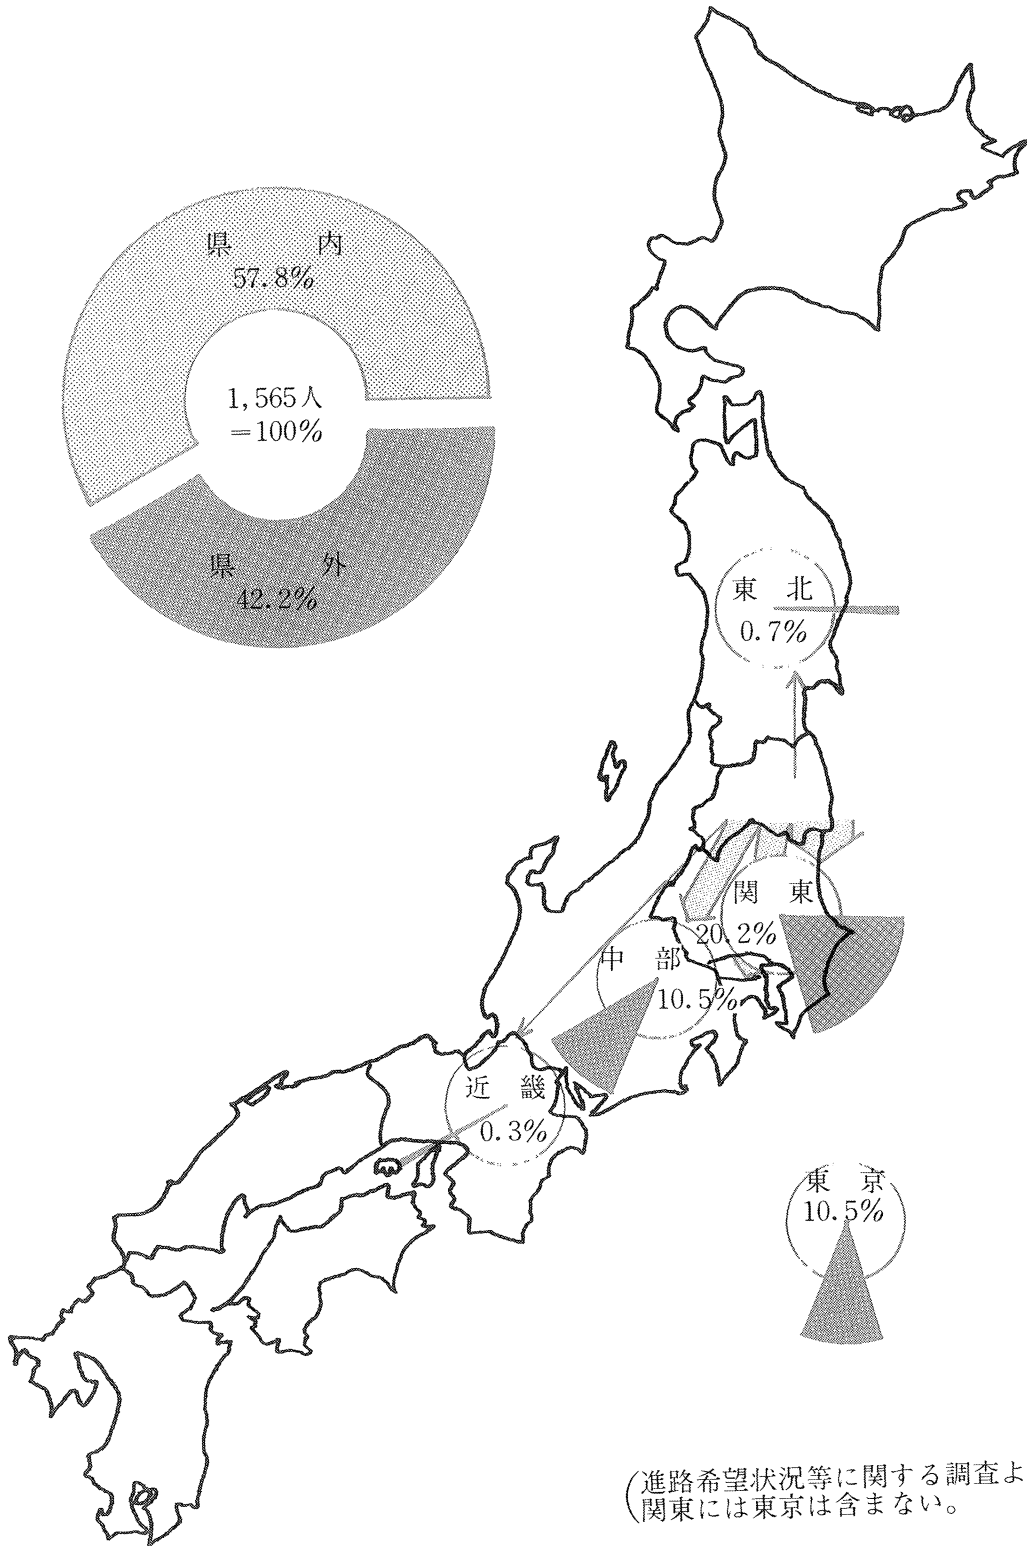 県 内
57.8%
1,565人
=100%
県 外
42.2%
東 北
0.7%
関 東
20.2%
中 部
10.5%
近 畿
0.3%
東 京
10.5%
(進路希望状況等に関する調査よ
関東には東京は含まない。